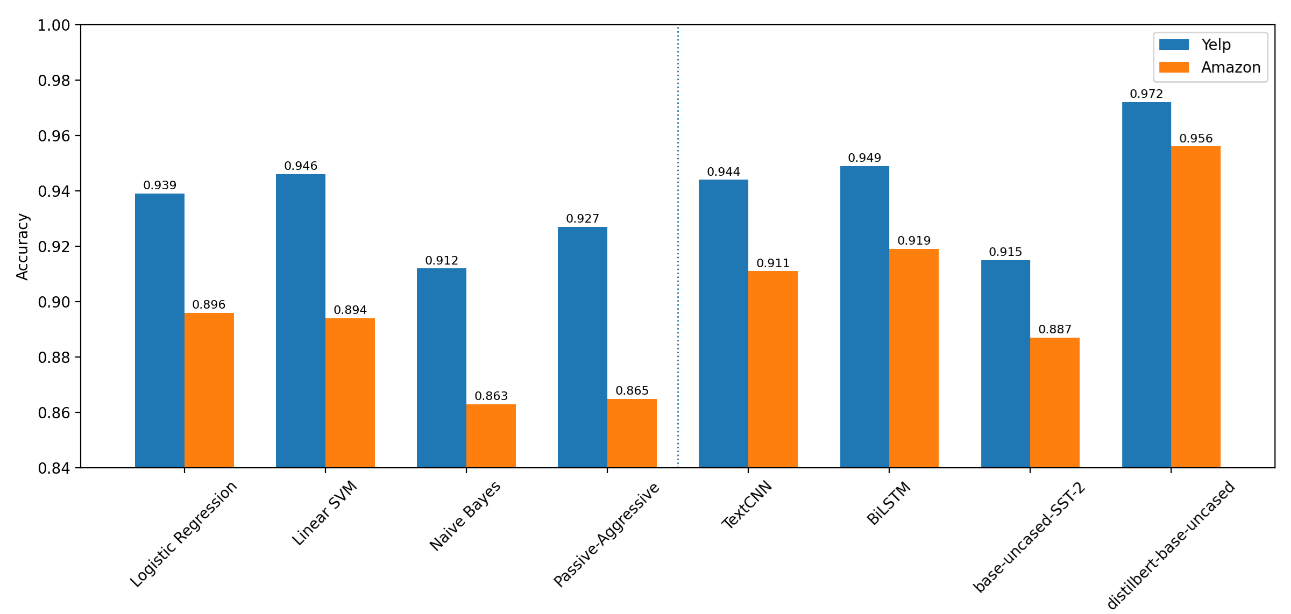 1.00
0.98
0.96
0.94
0.92
0.90
0.88
0.86
0.84
Accuracy
Yelp
Amazon
0.939
0.896
0.946
0.894
0.912
0.863
0.927
0.865
0.944
0.911
0.949
0.919
0.915
0.887
0.972
0.956
Logistic Regression
Linear SVM
Naive Bayes
Passive-Aggressive
TextCNN
BiLSTM
base-uncased-SST-2
distilbert-base-uncased